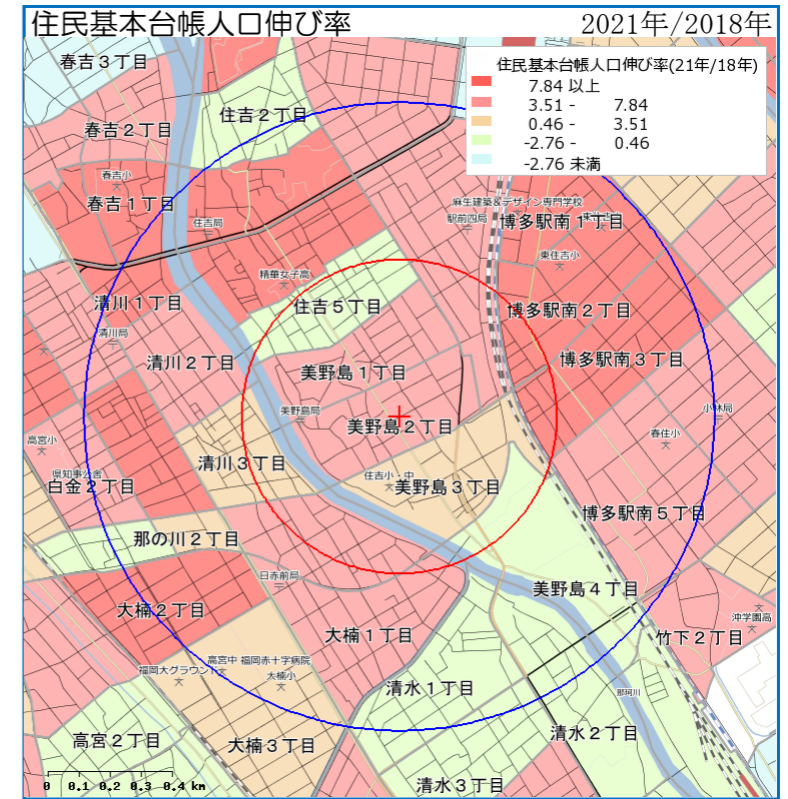 住民基本台帳人口伸び率
2021年/2018年
住民基本台帳人口伸び率(21年/18年)
7.84 以上
3.51 - 7.84
0.46 - 3.51
-2.76 - 0.46
-2.76 未満
春吉３丁目
住吉２丁目
春吉２丁目
春吉小
春吉１丁目
住吉局
麻生建築＆デザイン専門学校
駅前四局
博多駅南１丁目
東住吉小
精華女子高
清川１丁目
住吉５丁目
博多駅南２丁目
清川局
清川２丁目
美野島１丁目
博多駅南３丁目
美野島局
小林局
美野島２丁目
高宮小
春住小
清川３丁目
県知事公舎
住吉小・中
白金２丁目
美野島３丁目
博多駅南５丁目
那の川２丁目
日赤前局
美野島４丁目
大楠２丁目
沖学園高
大楠１丁目
竹下２丁目
高宮中
福岡赤十字病院
福岡大グラウンド
大楠小
清水１丁目
那珂川
高宮２丁目
大楠３丁目
清水２丁目
清水３丁目
0 0.1 0.2 0.3 0.4 km